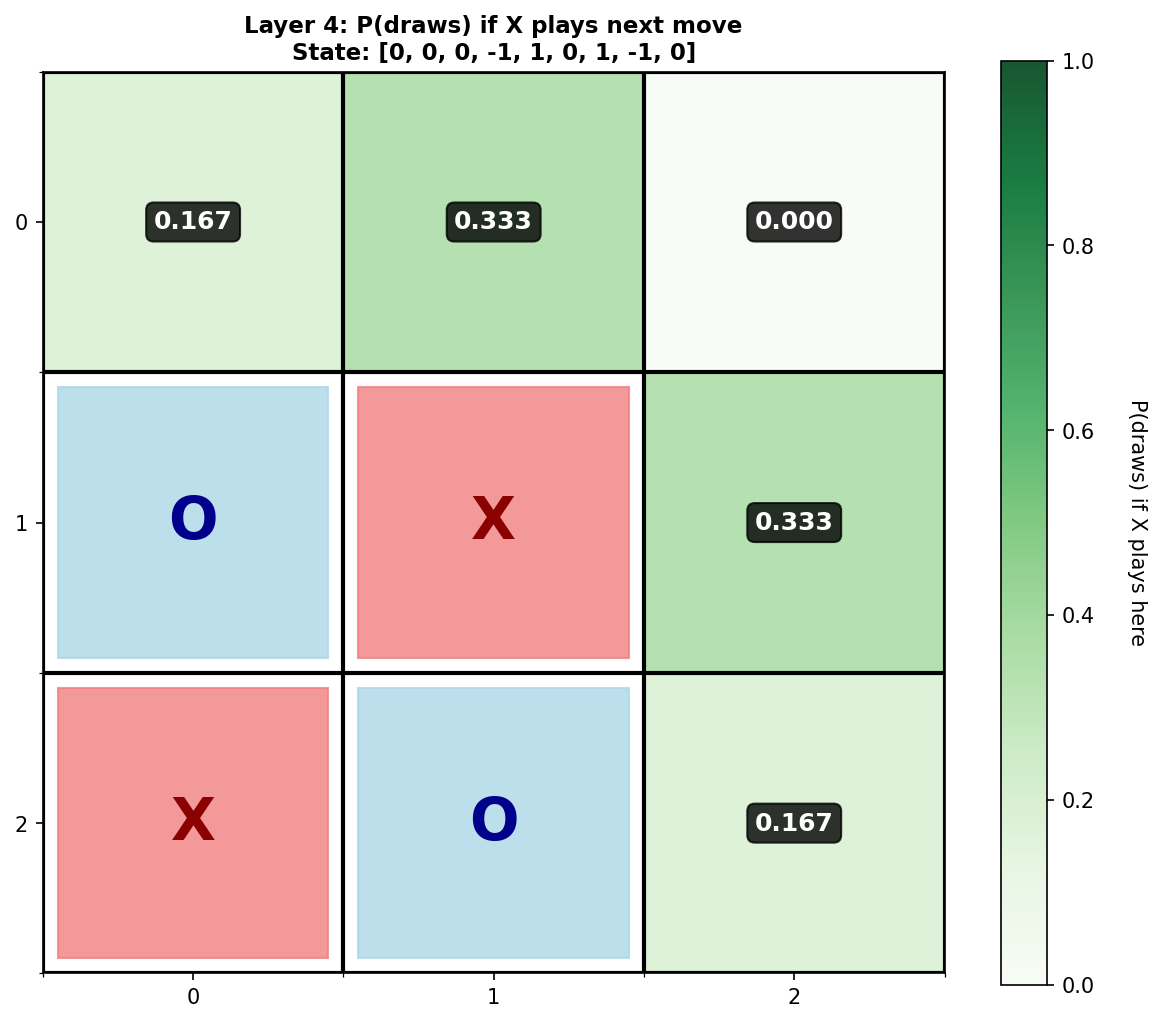 Layer 4: P(draws) if X plays next move
State: [0, 0, 0, -1, 1, 0, 1, -1, 0]
0
0.167
0.333
0.000
1
O
X
0.333
2
X
O
0.167
0
1
2
1.0
0.8
0.6
0.4
0.2
0.0
P(draws) if X plays here